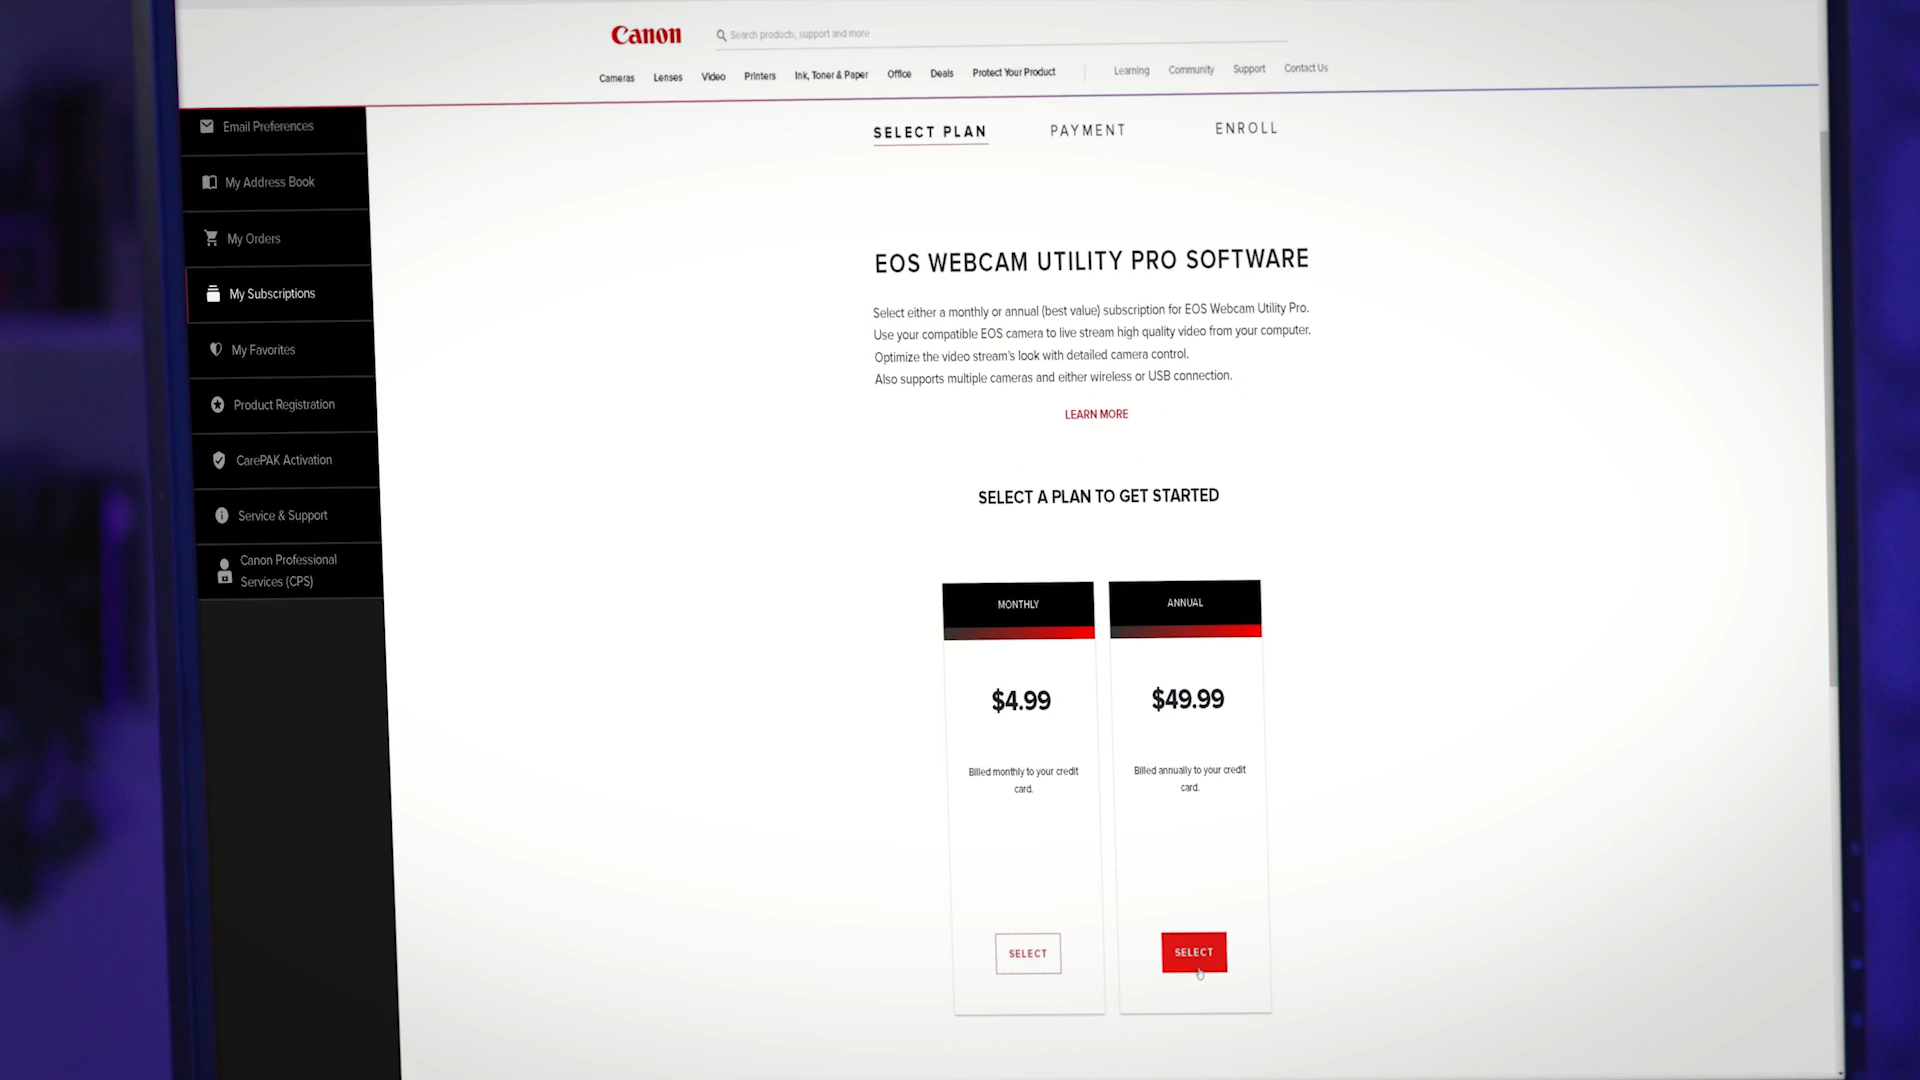 Canon
Search products, support and more
Cameras Lenses Video Printers Ink, Toner & Paper Office Deals Protect Your Product Learning Community Support Contact Us
Email Preferences
My Address Book
My Orders
My Subscriptions
My Favorites
Product Registration
CarePAK Activation
Service & Support
Canon Professional
Services (CPS)
SELECT PLAN PAYMENT ENROLL
EOS WEBCAM UTILITY PRO SOFTWARE
Select either a monthly or annual (best value) subscription for EOS Webcam Utility Pro.
Use your compatible EOS camera to live stream high quality video from your computer.
Optimize the video stream's look with detailed camera control.
Also supports multiple cameras and either wireless or USB connection.
LEARN MORE
SELECT A PLAN TO GET STARTED
MONTHLY
$4.99
Billed monthly to your credit
card.
SELECT
ANNUAL
$49.99
Billed annually to your credit
card.
SELECT